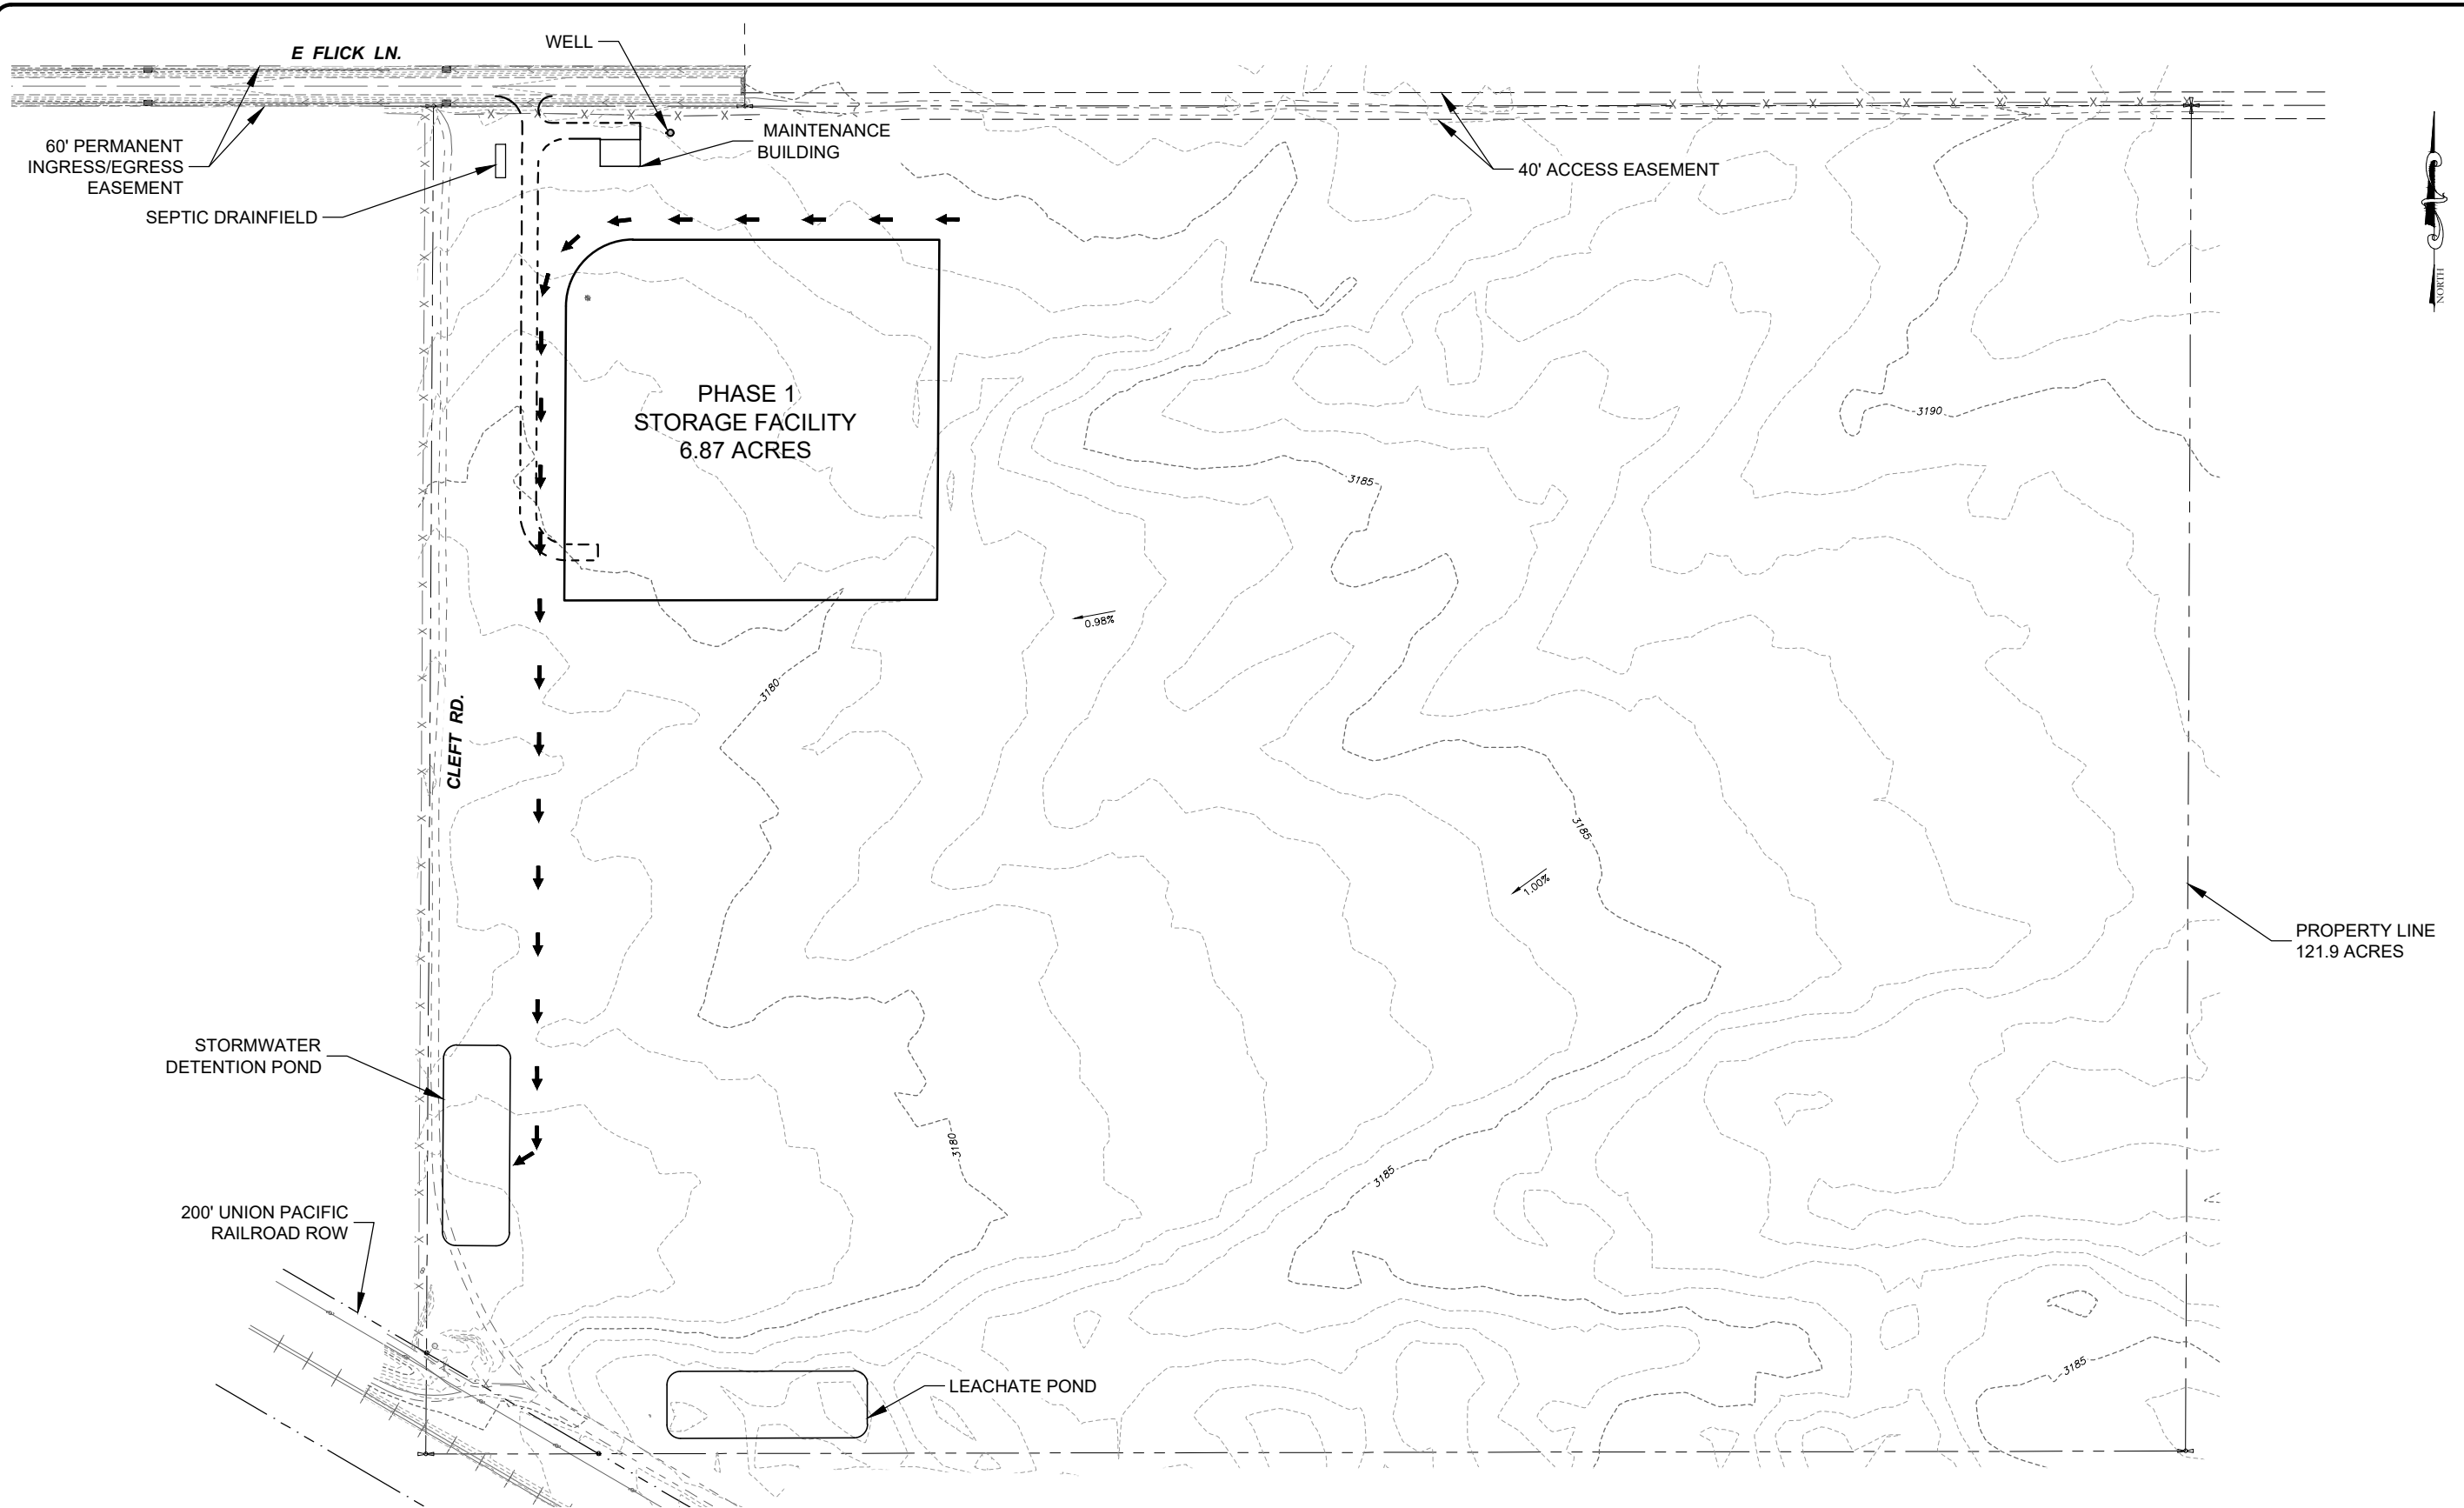 E FLICK LN.
WELL
60' PERMANENT
INGRESS/EGRESS
EASEMENT
MAINTENANCE
BUILDING
40' ACCESS EASEMENT
SEPTIC DRAINFIELD
NORTH
PHASE 1
STORAGE FACILITY
6.87 ACRES
3190
3185
0.98%
3180
CLEFT RD.
3185
1.00%
PROPERTY LINE
121.9 ACRES
STORMWATER
DETENTION POND
3180
3185
200' UNION PACIFIC
RAILROAD ROW
3185
LEACHATE POND